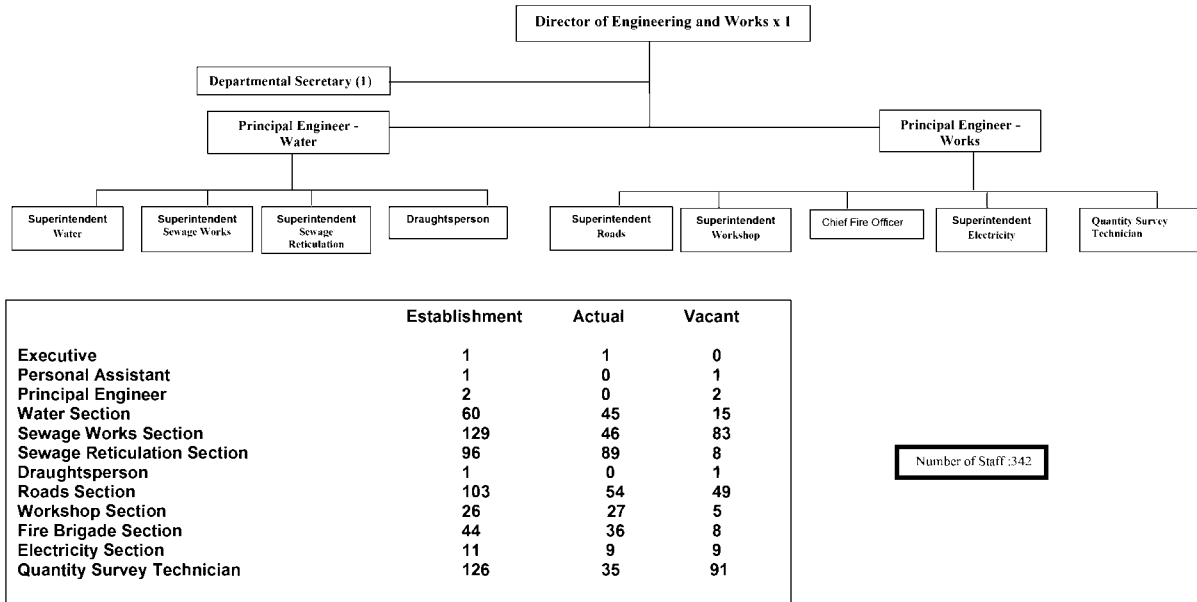 Director of Engineering and Works x 1
Departmental Secretary (1)
Principal Engineer -
Water
Principal Engineer -
Works
Superintendent
Water
Superintendent
Sewage Works
Superintendent
Sewage
Reticulation
Draughtsperson
Superintendent
Roads
Superintendent
Workshop
Chief Fire Officer
Superintendent
Electricity
Quantity Survey
Technician
Establishment Actual Vacant
Executive 1 1 0
Personal Assistant 1 0 1
Principal Engineer 2 0 2
Water Section 60 45 15
Sewage Works Section 129 46 83
Sewage Reticulation Section 96 89 8
Draughtsperson 1 0 1
Roads Section 103 54 49
Workshop Section 26 27 5
Fire Brigade Section 44 36 8
Electricity Section 11 9 9
Quantity Survey Technician 126 35 91
Number of Staff :342